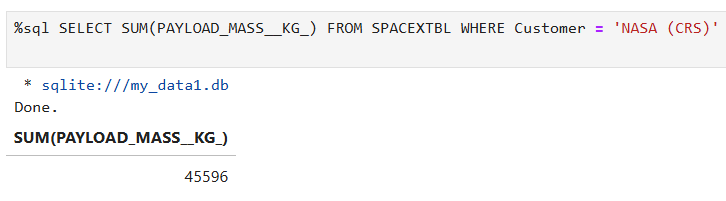 %sql SELECT SUM(PAYLOAD_MASS__KG_) FROM SPACEXTBL WHERE Customer = 'NASA (CRS)'
* sqlite:///my_data1.db
Done.
SUM(PAYLOAD_MASS__KG_)
45596